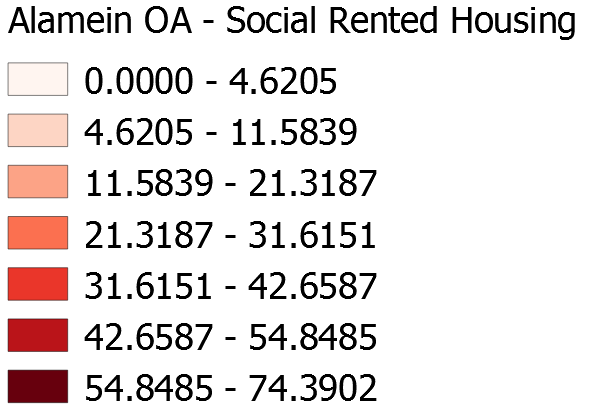 Alamein OA - Social Rented Housing
0.0000 - 4.6205
4.6205 - 11.5839
11.5839 - 21.3187
21.3187 - 31.6151
31.6151 - 42.6587
42.6587 - 54.8485
54.8485 - 74.3902